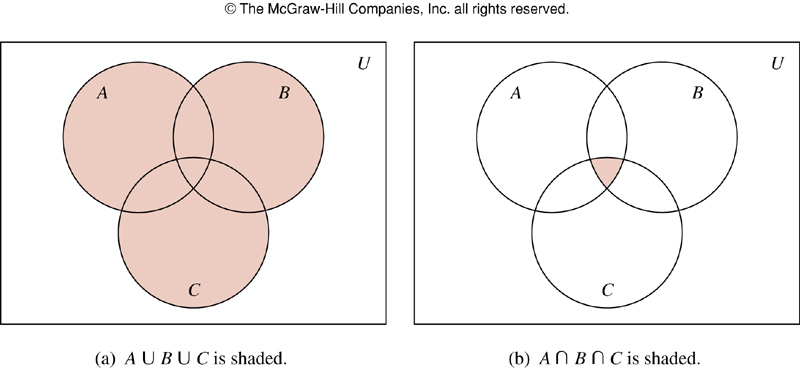 © The McGraw-Hill Companies, Inc. all rights reserved.
U
A
B
C
(a) A ∪ B ∪ C is shaded.
U
A
B
C
(b) A ∩ B ∩ C is shaded.